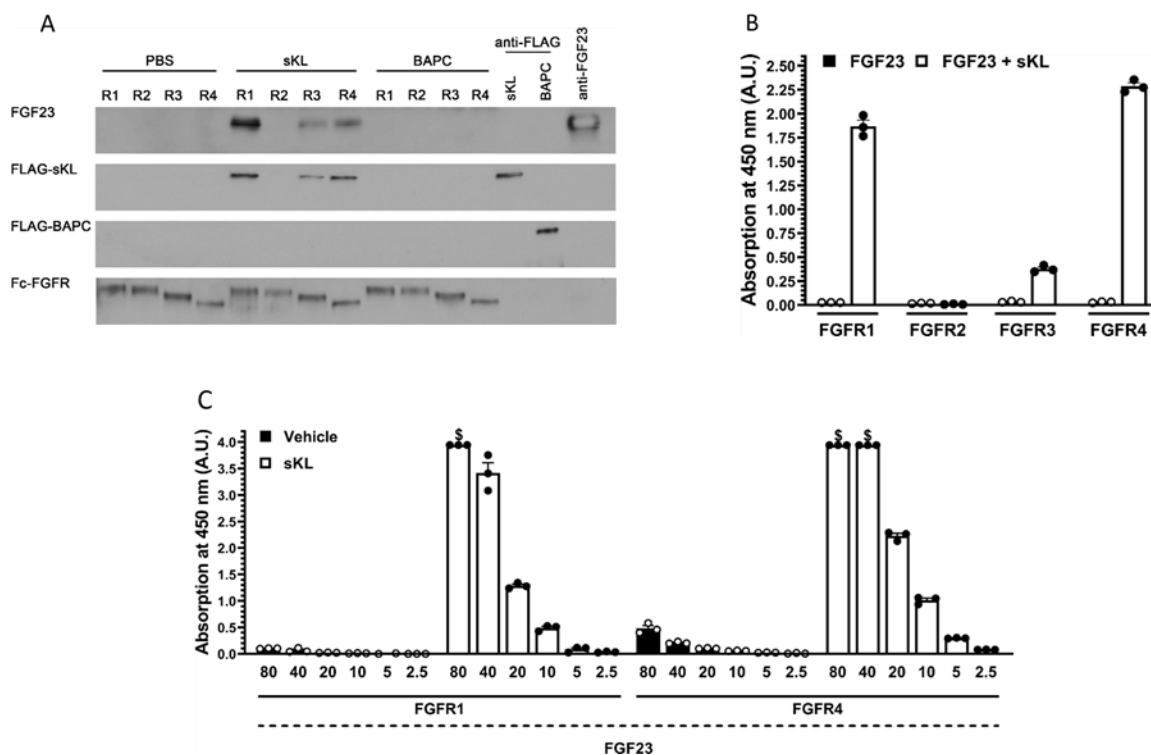 A
anti-FLAG
PBS sKL BAPC sKL BAPC anti-FGF23
R1 R2 R3 R4 R1 R2 R3 R4 R1 R2 R3 R4
FGF23
FLAG-sKL
FLAG-BAPC
Fc-FGFR
B
FGF23 FGF23 + sKL
Absorption at 450 nm (A.U.)
2.50
2.25
2.00
1.75
1.50
1.25
1.00
0.75
0.50
0.25
0.00
FGFR1 FGFR2 FGFR3 FGFR4
C
Vehicle
sKL
Absorption at 450 nm (A.U.)
4.0
3.5
3.0
2.5
2.0
1.5
1.0
0.5
0.0
$ $ $
80 40 20 10 5 2.5 80 40 20 10 5 2.5 80 40 20 10 5 2.5 80 40 20 10 5 2.5
FGFR1 FGFR4
FGF23